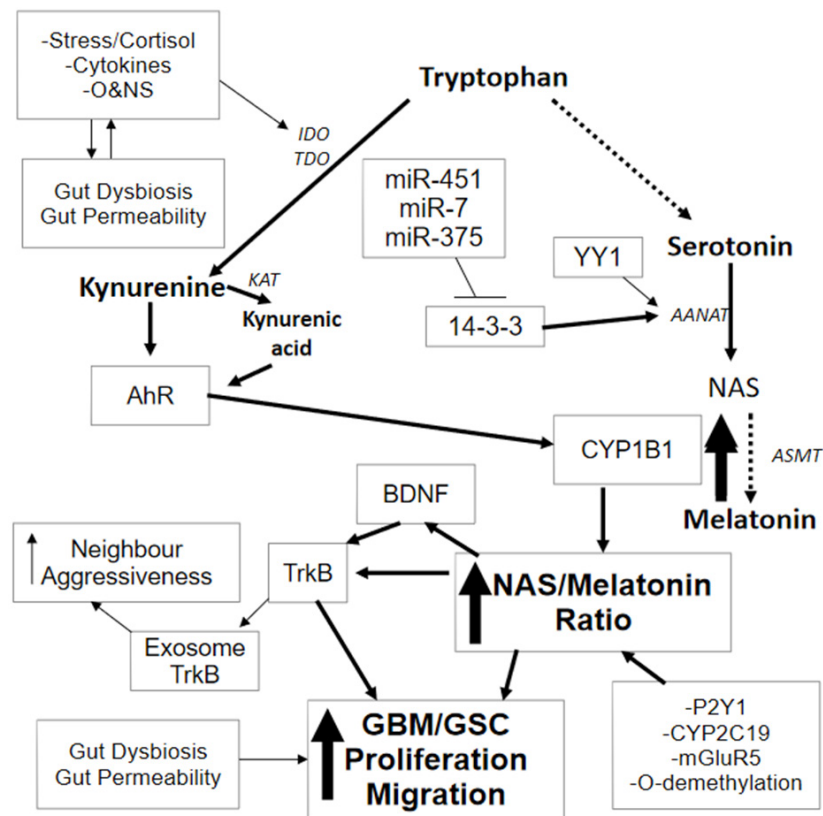 -Stress/Cortisol
-Cytokines
-O&NS
Tryptophan
IDO
TDO
Gut Dysbiosis
Gut Permeability
miR-451
miR-7
miR-375
YY1
Serotonin
Kynurenine
KAT
Kynurenic
acid
14-3-3
AANAT
AhR
NAS
CYP1B1
ASMT
BDNF
Melatonin
Neighbour
Aggressiveness
TrkB
NAS/Melatonin
Ratio
Exosome
TrkB
-P2Y1
-CYP2C19
-mGluR5
-O-demethylation
GBM/GSC
Proliferation
Migration
Gut Dysbiosis
Gut Permeability